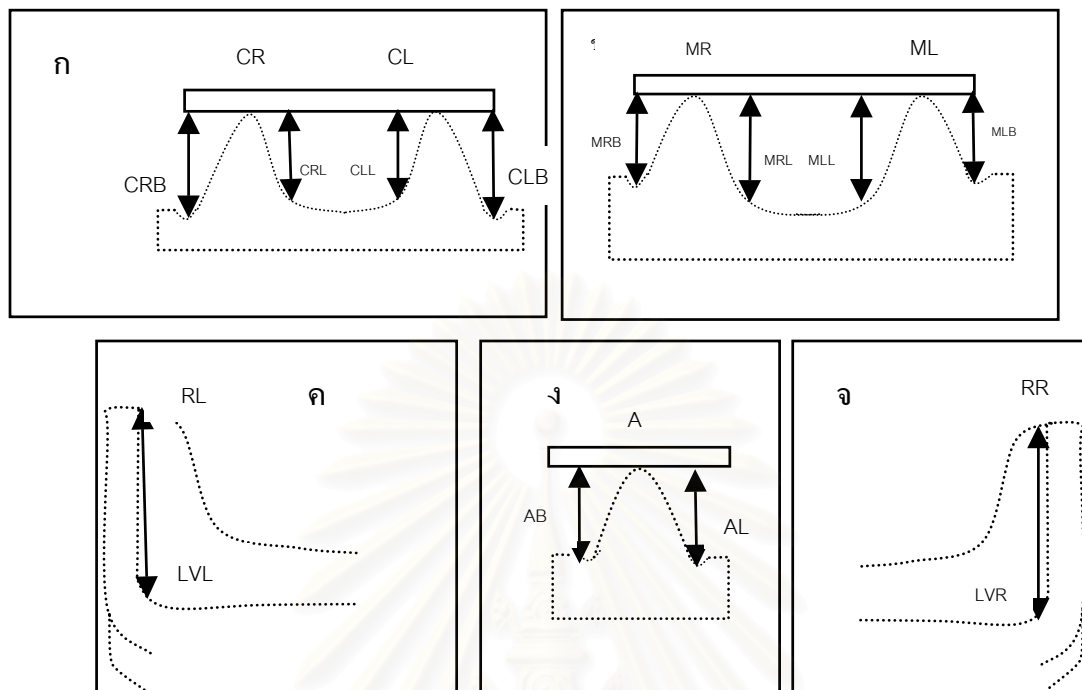 ก
CR CL
CRB CRL CLL CLB
MR ML
MRB MRL MLL MLB
RL ค
LVL
ง
A
AB AL
จ RR
LVR